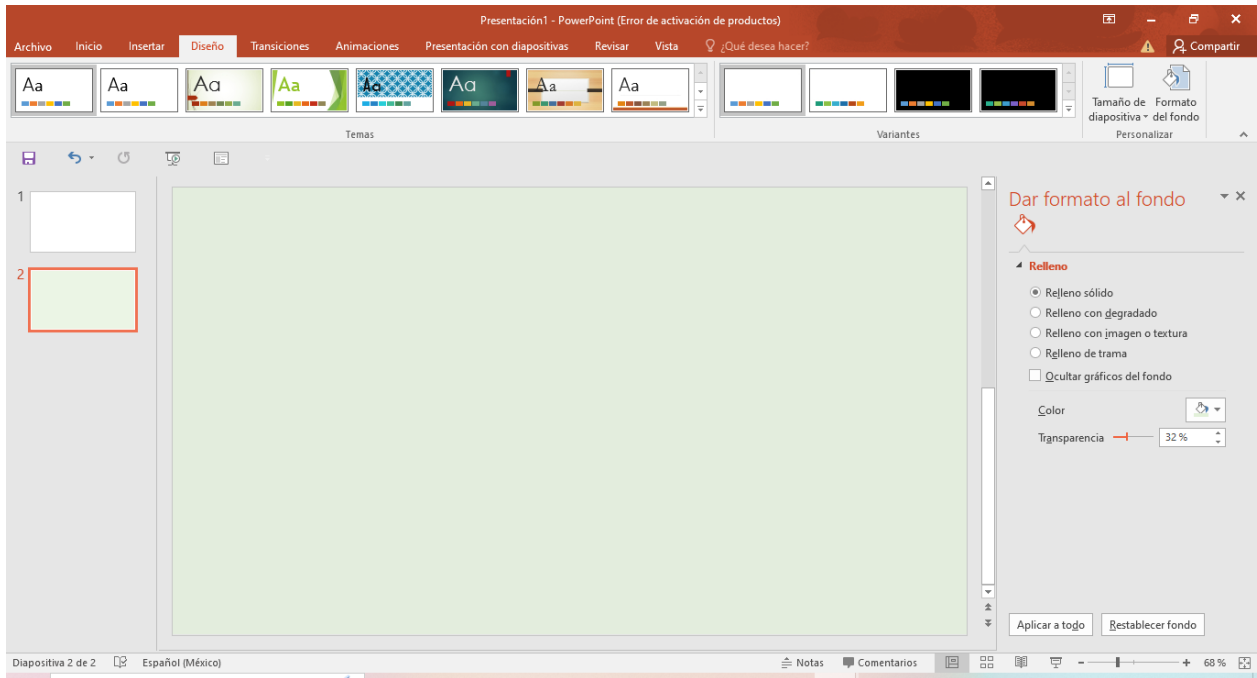 Presentación1 - PowerPoint (Error de activación de productos)
Archivo Inicio Insertar Diseño Transiciones Animaciones Presentación con diapositivas Revisar Vista ¿Qué desea hacer? Compartir
Aa Aa Aa Aa Aa Aa Aa Aa
Tamaño de diapositiva
Formato del fondo
Temas Variantes Personalizar
1
2
Dar formato al fondo
Relleno
Relleno sólido
Relleno con degradado
Relleno con imagen o textura
Relleno de trama
Ocultar gráficos del fondo
Color
Transparencia 32 %
Aplicar a todo Restablecer fondo
Diapositiva 2 de 2 Español (México) Notas Comentarios 68 %